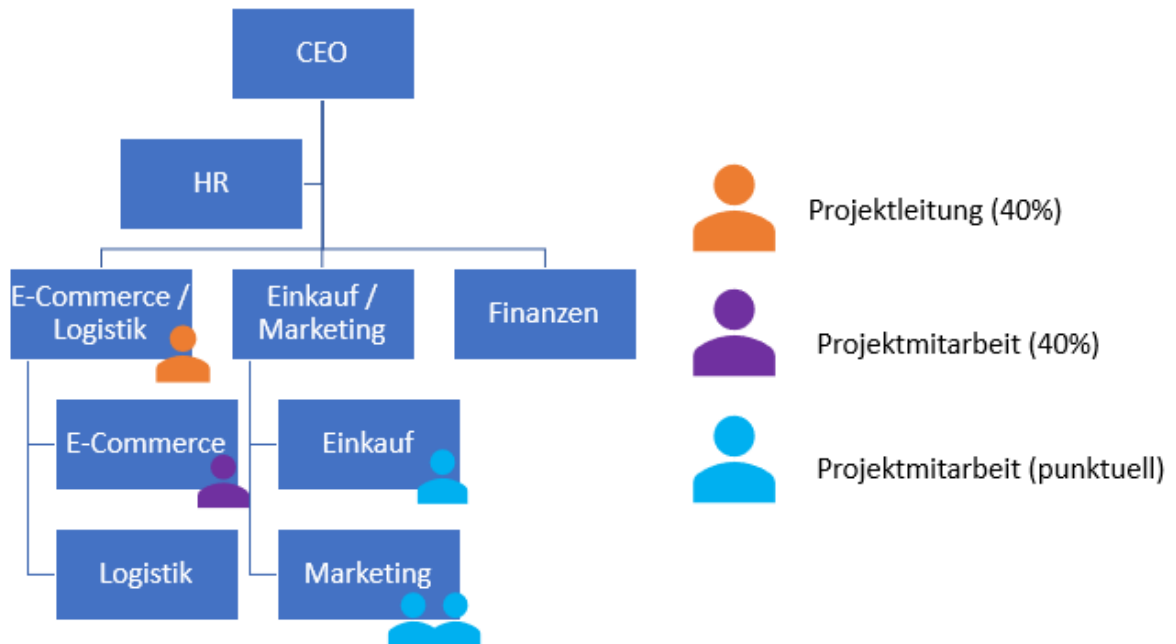 CEO
HR
E-Commerce /
Logistik
Einkauf /
Marketing
Finanzen
E-Commerce
Einkauf
Logistik
Marketing
Projektleitung (40%)
Projektmitarbeit (40%)
Projektmitarbeit (punktuell)